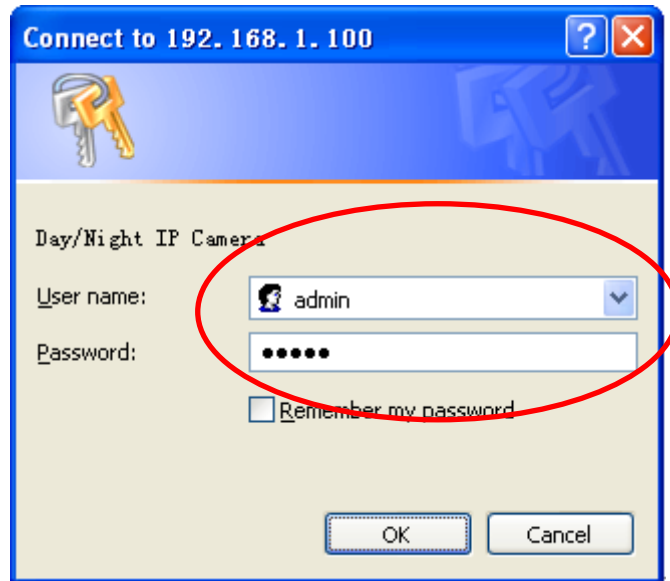 Connect to 192.168.1.100
Day/Night IP Camera
User name: admin
Password: •••••
Remember my password
OK Cancel